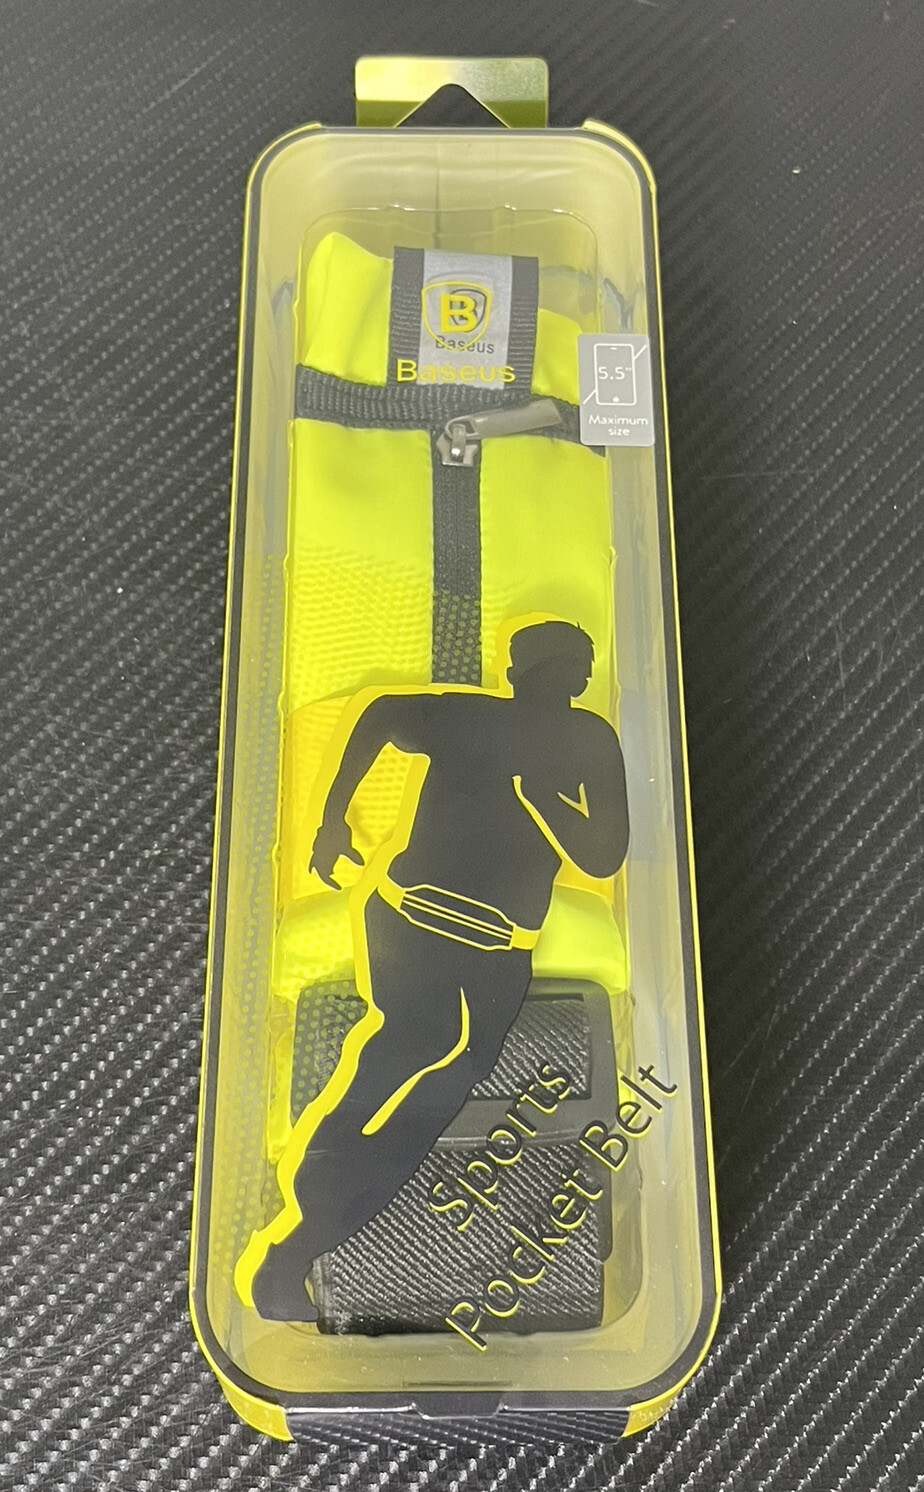 B
Baseus
Baseus
5.5"
Maximum
size
Sports
Pocket Belt